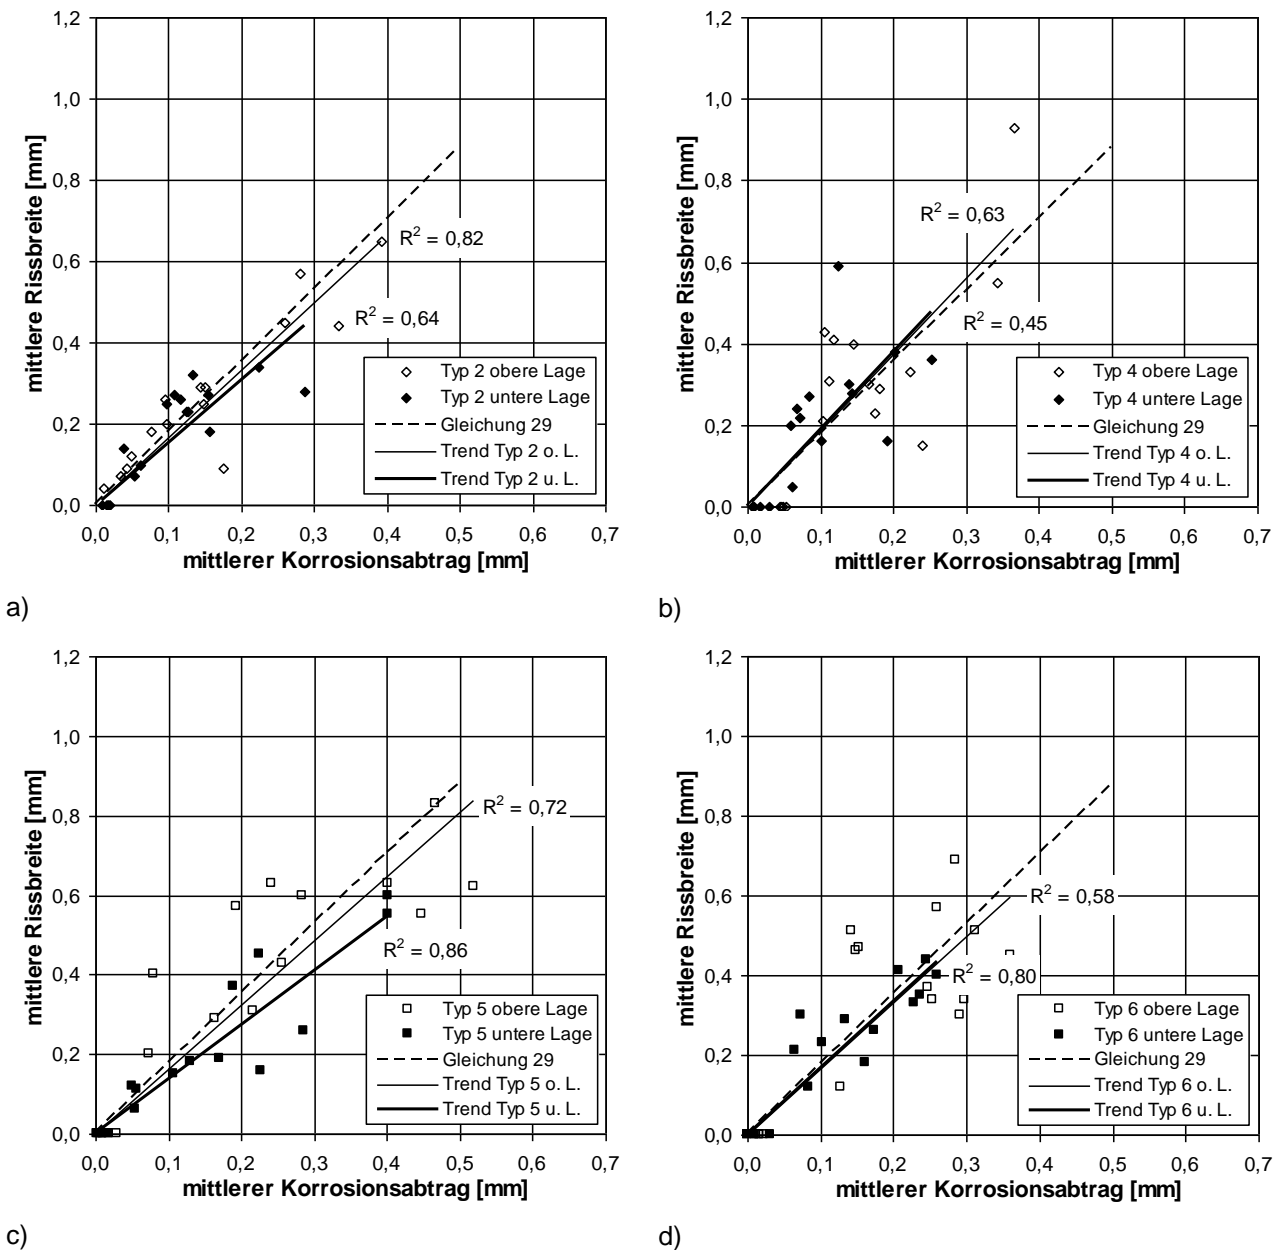 1,2
1,0
0,8
0,6
0,4
0,2
0,0
mittlere Rissbreite [mm]
R² = 0,82
R² = 0,64
Typ 2 obere Lage
Typ 2 untere Lage
Gleichung 29
Trend Typ 2 o. L.
Trend Typ 2 u. L.
0,0 0,1 0,2 0,3 0,4 0,5 0,6 0,7
mittlerer Korrosionsabtrag [mm]
a)
1,2
1,0
0,8
0,6
0,4
0,2
0,0
mittlere Rissbreite [mm]
R² = 0,63
R² = 0,45
Typ 4 obere Lage
Typ 4 untere Lage
Gleichung 29
Trend Typ 4 o. L.
Trend Typ 4 u. L.
0,0 0,1 0,2 0,3 0,4 0,5 0,6 0,7
mittlerer Korrosionsabtrag [mm]
b)
1,2
1,0
0,8
0,6
0,4
0,2
0,0
mittlere Rissbreite [mm]
R² = 0,72
R² = 0,86
Typ 5 obere Lage
Typ 5 untere Lage
Gleichung 29
Trend Typ 5 o. L.
Trend Typ 5 u. L.
0,0 0,1 0,2 0,3 0,4 0,5 0,6 0,7
mittlerer Korrosionsabtrag [mm]
c)
1,2
1,0
0,8
0,6
0,4
0,2
0,0
mittlere Rissbreite [mm]
R² = 0,58
R² = 0,80
Typ 6 obere Lage
Typ 6 untere Lage
Gleichung 29
Trend Typ 6 o. L.
Trend Typ 6 u. L.
0,0 0,1 0,2 0,3 0,4 0,5 0,6 0,7
mittlerer Korrosionsabtrag [mm]
d)